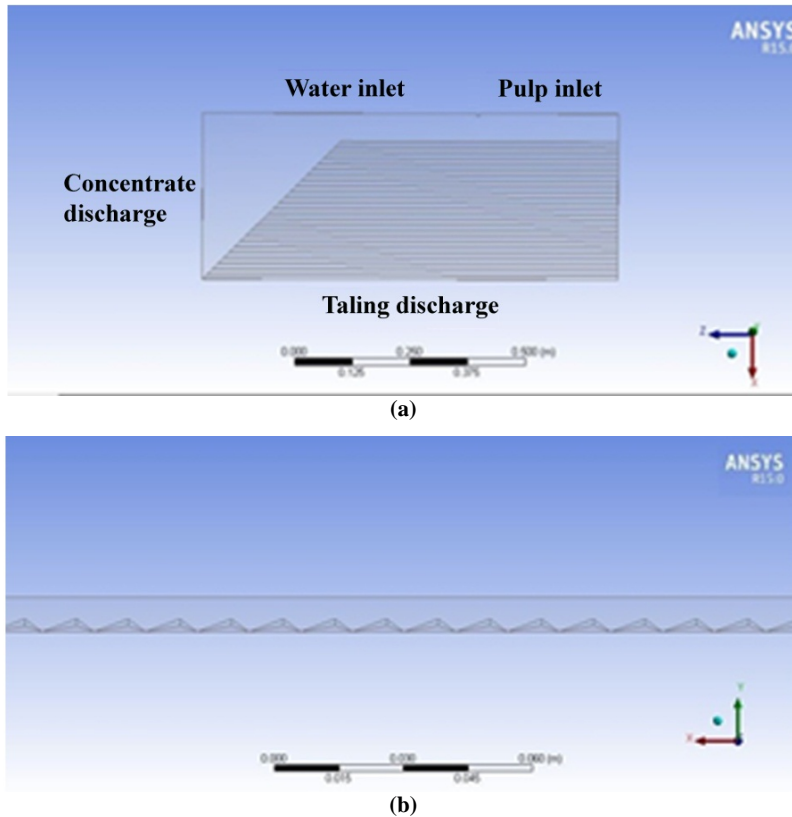 ANSYS
R15.0
Water inlet Pulp inlet
Concentrate
discharge
Taling discharge
0.000 0.250 0.500 (m)
0.125 0.375
Z Y
X
(a)
ANSYS
R15.0
Y
X
0.000 0.030 0.060 (m)
0.015 0.045
(b)